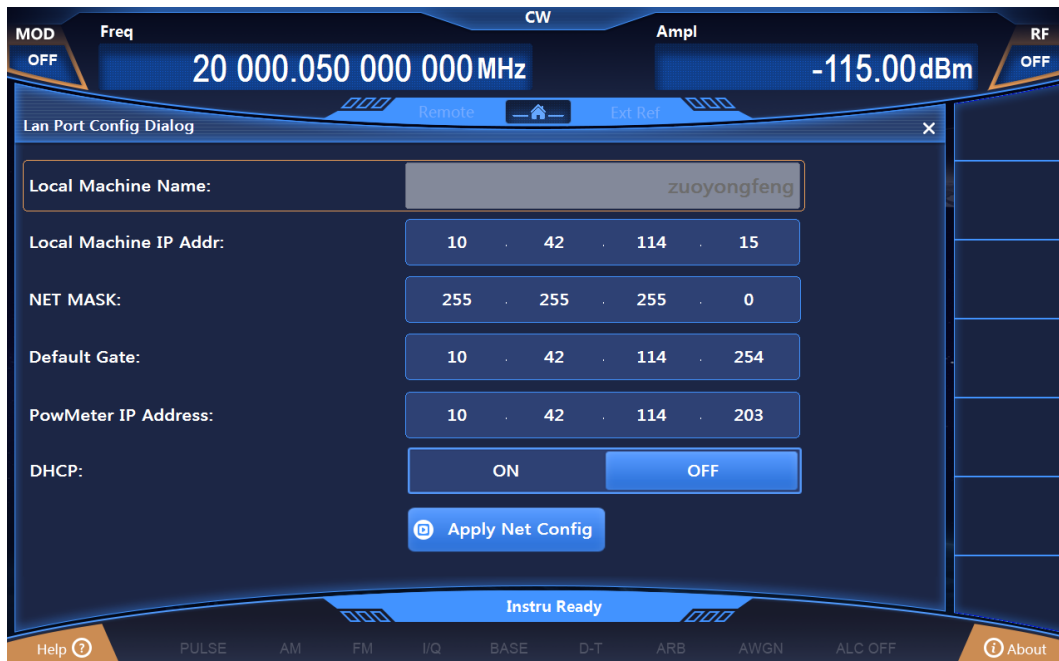 CW
MOD Freq Ampl RF
OFF 20 000.050 000 000 MHz -115.00 dBm OFF
Remote Ext Ref
Lan Port Config Dialog
Local Machine Name: zuoyongfeng
Local Machine IP Addr: 10 . 42 . 114 . 15
NET MASK: 255 . 255 . 255 . 0
Default Gate: 10 . 42 . 114 . 254
PowMeter IP Address: 10 . 42 . 114 . 203
DHCP: ON OFF
Apply Net Config
Instru Ready
Help ? PULSE AM FM I/Q BASE D-T ARB AWGN ALC OFF i About